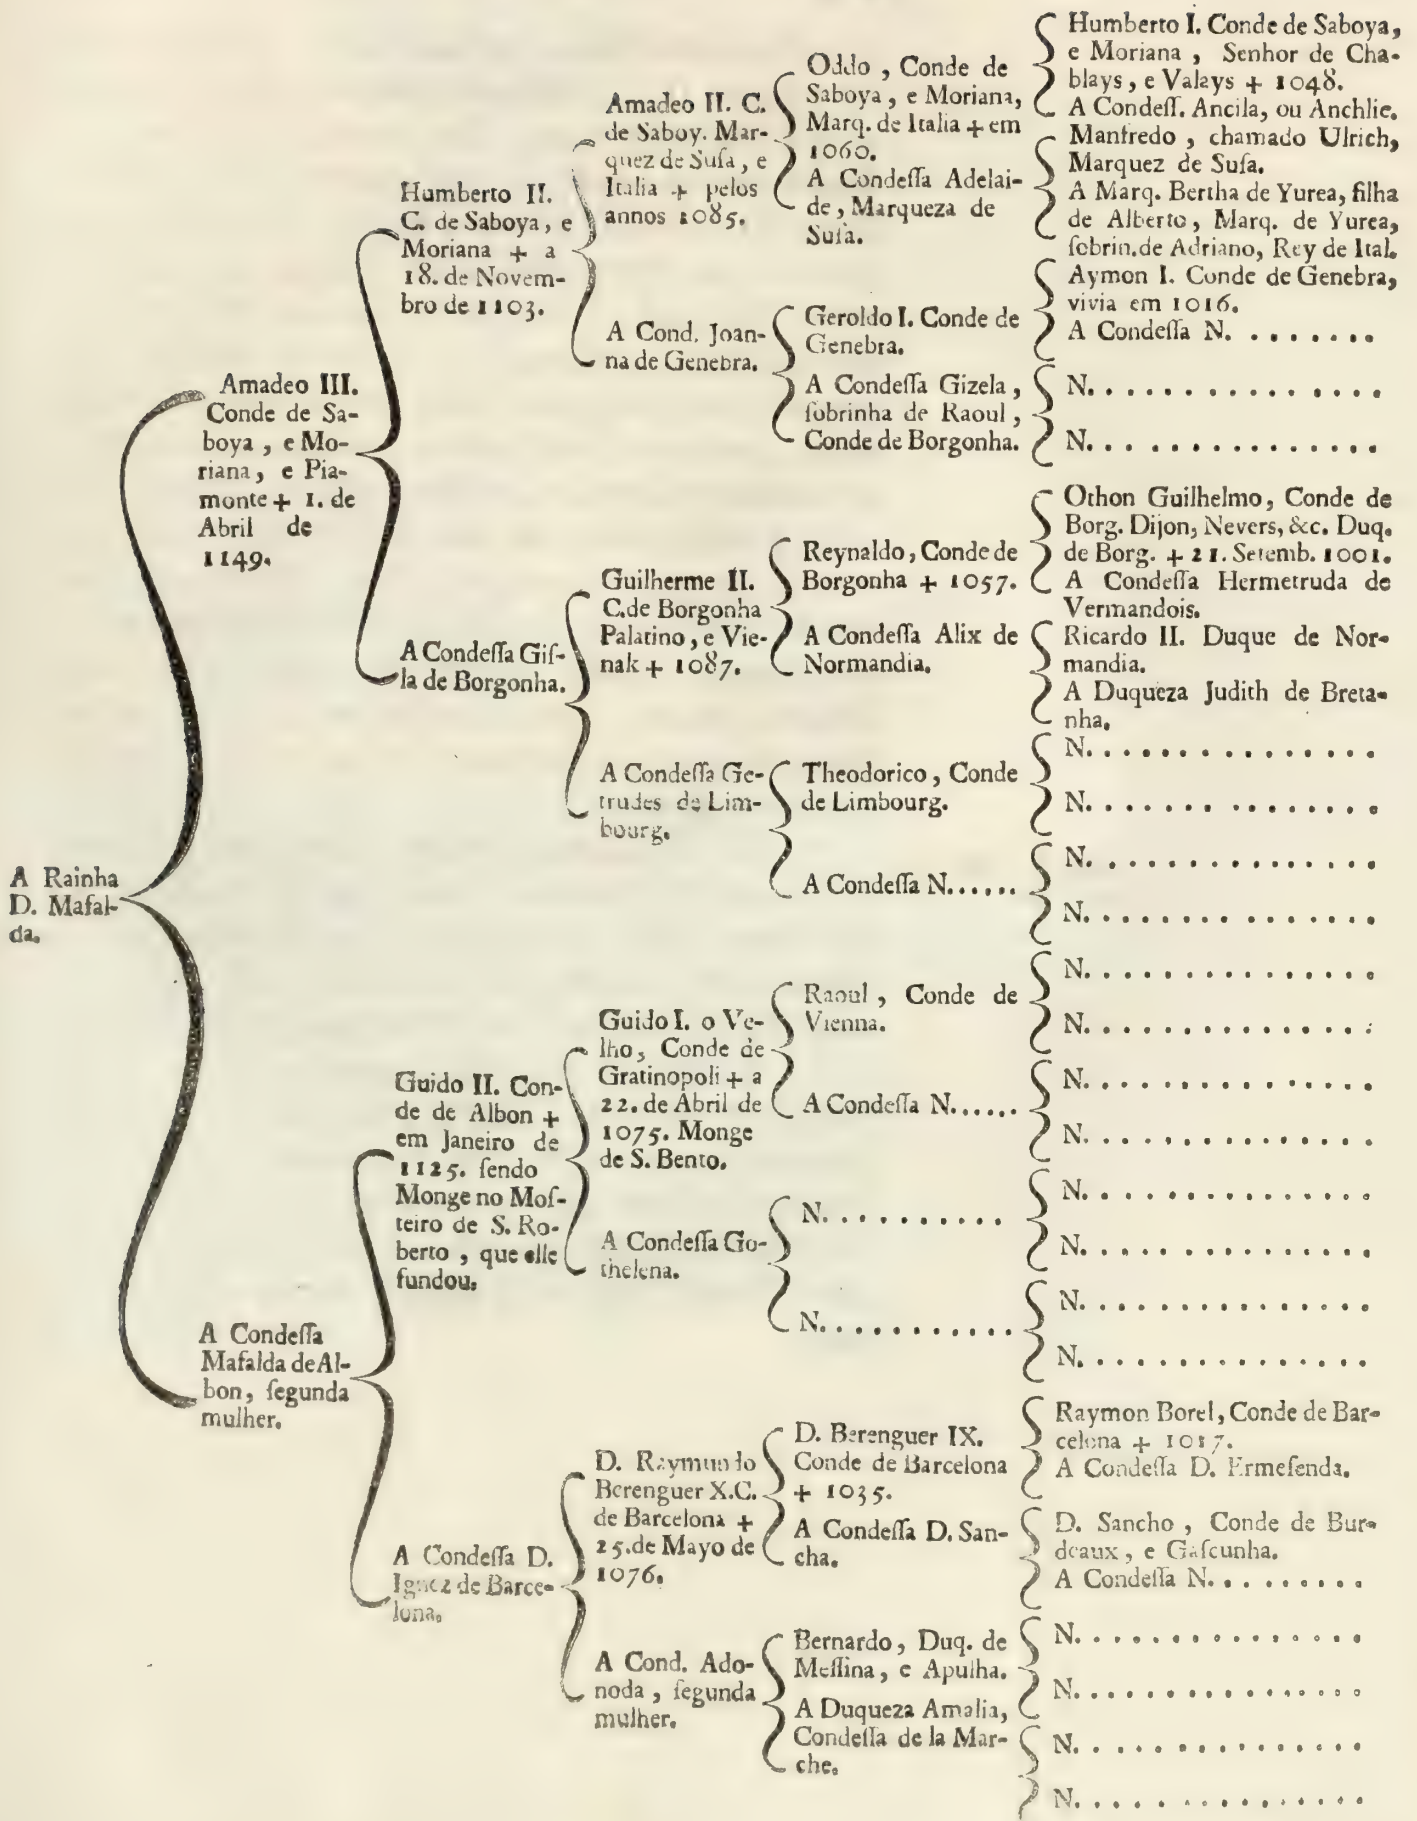 A Rainha
D. Mafal-
da.
Amadeo III.
Conde de Sa-
boya , e Mo-
riana, e Pia-
monte + 1. de
Abril de
1149.
A Condeſſa
Mafalda de Al-
bon, ſegunda
mulher.
Humberto II.
C. de Saboya, e
Moriana + a
18. de Novem-
bro de 1103.
A Condeſſa Giſ-
la de Borgonha.
Guido II. Con-
de de Albon +
em Janeiro de
1125. ſendo
Monge no Moſ-
teiro de S. Ro-
berto , que elle
fundou.
A Condeſſa D.
Ignez de Barce-
lona.
Amadeo II. C.
de Saboy. Mar-
quez de Suſa, e
Italia + pelos
annos 1085.
A Cond. Joan-
na de Genebra.
Guilherme II.
C. de Borgonha
Palatino, e Vie-
nak + 1087.
A Condeſſa Ge-
trudes de Lim-
bourg.
Guido I. o Ve-
lho, Conde de
Gratinopoli + a
22. de Abril de
1075. Monge
de S. Bento.
A Condeſſa Go-
thelena.
D. Raymundo
Berenguer X. C.
de Barcelona +
25. de Mayo de
1076.
A Cond. Ado-
noda , ſegunda
mulher.
Oddo , Conde de
Saboya, e Moriana,
Marq. de Italia + em
1060.
A Condeſſa Adelai-
de, Marqueza de
Suſa.
Geroldo I. Conde de
Genebra.
A Condeſſa Gizela ,
ſobrinha de Raoul ,
Conde de Borgonha.
Reynaldo, Conde de
Borgonha + 1057.
A Condeſſa Alix de
Normandia.
Theodorico , Conde
de Limbourg.
A Condeſſa N......
Raoul , Conde de
Vienna.
A Condeſſa N......
N. . . . . . . . . . .
N. . . . . . . . . . . .
D. Berenguer IX.
Conde de Barcelona
+ 1035.
A Condeſſa D. San-
cha.
Bernardo, Duq. de
Meſſina, e Apulha.
A Duqueza Amalia,
Condeſſa de la Mar-
che.
Humberto I. Conde de Saboya,
e Moriana , Senhor de Cha-
blays, e Valays + 1048.
A Condeſſ. Ancila, ou Anchlie.
Manfredo , chamado Ulrich,
Marquez de Suſa.
A Marq. Bertha de Yurea, filha
de Alberto, Marq. de Yurea,
ſobrin. de Adriano, Rey de Ital.
Aymon I. Conde de Genebra,
vivia em 1016.
A Condeſſa N. . . . . . . .
N. . . . . . . . . . . . . . .
N. . . . . . . . . . . . . . .
Othon Guilhelmo, Conde de
Borg. Dijon, Nevers, &c. Duq.
de Borg. + 21. Setemb. 1001.
A Condeſſa Hermetruda de
Vermandois.
Ricardo II. Duque de Nor-
mandia.
A Duqueza Judith de Breta-
nha.
N. . . . . . . . . . . . . . .
N. . . . . . . . . . . . . . .
N. . . . . . . . . . . . . . .
N. . . . . . . . . . . . . . .
N. . . . . . . . . . . . . . .
N. . . . . . . . . . . . . . .
N. . . . . . . . . . . . . . .
N. . . . . . . . . . . . . . .
N. . . . . . . . . . . . . . .
N. . . . . . . . . . . . . . .
N. . . . . . . . . . . . . . .
N. . . . . . . . . . . . . . .
Raymon Borel, Conde de Bar-
celona + 1017.
A Condeſſa D. Ermeſenda.
D. Sancho , Conde de Bur-
deaux, e Gaſcunha.
A Condeſſa N. . . . . . . . .
N. . . . . . . . . . . . . . .
N. . . . . . . . . . . . . . .
N. . . . . . . . . . . . . . .
N. . . . . . . . . . . . . . .